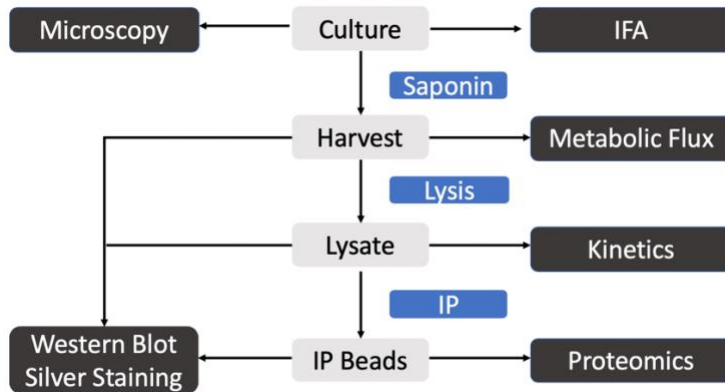 Microscopy
Culture
IFA
Saponin
Harvest
Metabolic Flux
Lysis
Lysate
Kinetics
IP
Western Blot
Silver Staining
IP Beads
Proteomics